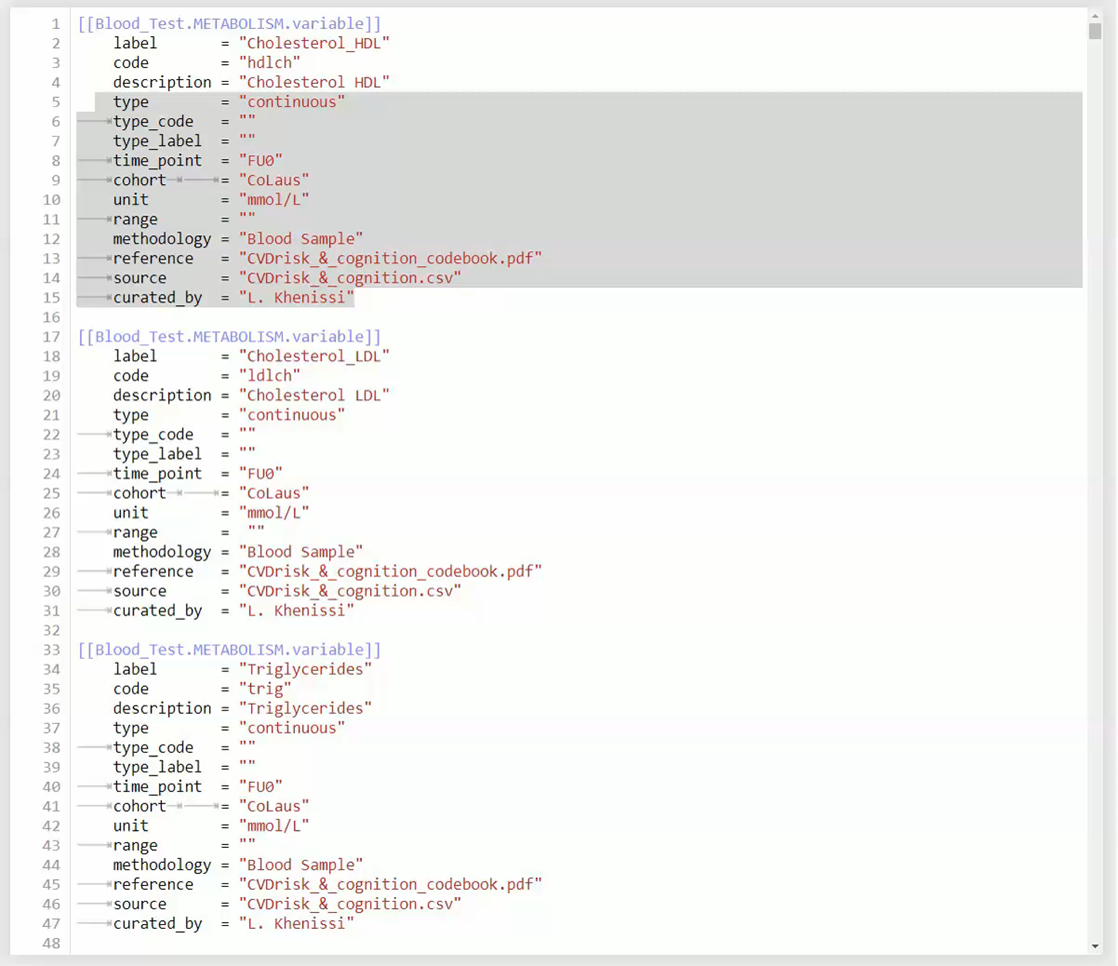 1 [[Blood_Test.METABOLISM.variable]]
2 label = "Cholesterol_HDL"
3 code = "hdlch"
4 description = "Cholesterol HDL"
5 type = "continuous"
6 type_code = ""
7 type_label = ""
8 time_point = "FU0"
9 cohort = "CoLaus"
10 unit = "mmol/L"
11 range = ""
12 methodology = "Blood Sample"
13 reference = "CVDrisk_&_cognition_codebook.pdf"
14 source = "CVDrisk_&_cognition.csv"
15 curated_by = "L. Khenissi"
16
17 [[Blood_Test.METABOLISM.variable]]
18 label = "Cholesterol_LDL"
19 code = "ldlch"
20 description = "Cholesterol LDL"
21 type = "continuous"
22 type_code = ""
23 type_label = ""
24 time_point = "FU0"
25 cohort = "CoLaus"
26 unit = "mmol/L"
27 range = ""
28 methodology = "Blood Sample"
29 reference = "CVDrisk_&_cognition_codebook.pdf"
30 source = "CVDrisk_&_cognition.csv"
31 curated_by = "L. Khenissi"
32
33 [[Blood_Test.METABOLISM.variable]]
34 label = "Triglycerides"
35 code = "trig"
36 description = "Triglycerides"
37 type = "continuous"
38 type_code = ""
39 type_label = ""
40 time_point = "FU0"
41 cohort = "CoLaus"
42 unit = "mmol/L"
43 range = ""
44 methodology = "Blood Sample"
45 reference = "CVDrisk_&_cognition_codebook.pdf"
46 source = "CVDrisk_&_cognition.csv"
47 curated_by = "L. Khenissi"
48